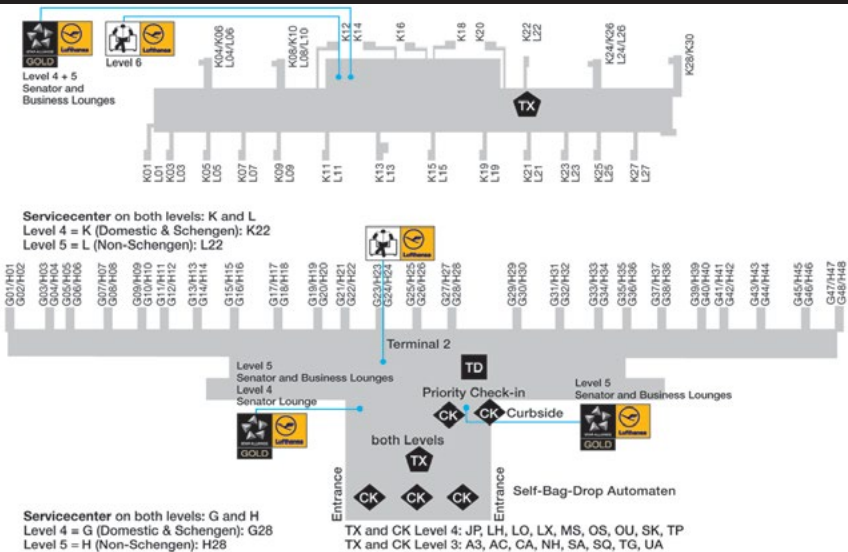 STAR ALLIANCE
GOLD
Lufthansa
Level 4 + 5
Senator and
Business Lounges
Lufthansa
Level 6
K04/K06
L04/L06
K08/K10
L08/L10
K12
K14
K16
K18
K20
K22
L22
K24/K26
L24/L26
K28/K30
TX
K01
L01
K03
L03
K05
L05
K07
L07
K09
L09
K11
L11
K13
L13
K15
L15
K19
L19
K21
L21
K23
L23
K25
L25
K27
L27
Servicecenter on both levels: K and L
Level 4 = K (Domestic & Schengen): K22
Level 5 = L (Non-Schengen): L22
Lufthansa
G01/H01
G02/H02
G03/H03
G04/H04
G05/H05
G06/H06
G07/H07
G08/H08
G09/H09
G10/H10
G11/H11
G12/H12
G13/H13
G14/H14
G15/H15
G16/H16
G17/H17
G18/H18
G19/H19
G20/H20
G21/H21
G22/H22
G23/H23
G24/H24
G25/H25
G26/H26
G27/H27
G28/H28
G29/H29
G30/H30
G31/H31
G32/H32
G33/H33
G34/H34
G35/H35
G36/H36
G37/H37
G38/H38
G39/H39
G40/H40
G41/H41
G42/H42
G43/H43
G44/H44
G45/H45
G46/H46
G47/H47
G48/H48
Terminal 2
TD
Level 5
Senator and Business Lounges
Level 4
Senator Lounge
STAR ALLIANCE
GOLD
Lufthansa
Priority Check-in
CK
CK
Curbside
Level 5
Senator and Business Lounges
STAR ALLIANCE
GOLD
Lufthansa
both Levels
TX
Entrance
CK
CK
CK
Entrance
Self-Bag-Drop Automaten
Servicecenter on both levels: G and H
Level 4 = G (Domestic & Schengen): G28
Level 5 = H (Non-Schengen): H28
TX and CK Level 4: JP, LH, LO, LX, MS, OS, OU, SK, TP
TX and CK Level 3: A3, AC, CA, NH, SA, SQ, TG, UA